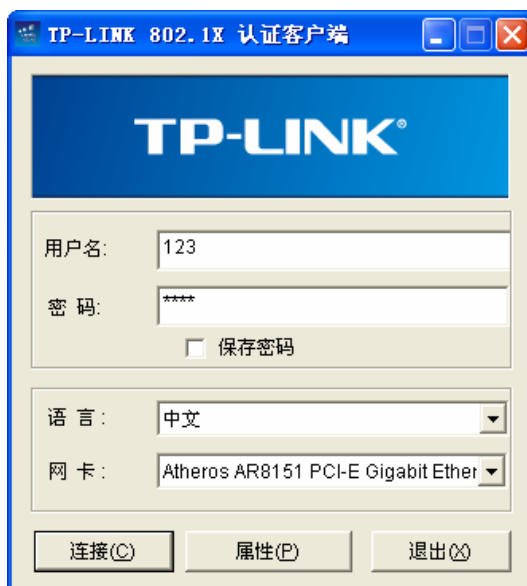 TP-LINK 802.1X 认证客户端
TP-LINK®
用户名: 123
密 码: ****
保存密码
语 言: 中文
网 卡: Atheros AR8151 PCI-E Gigabit Ether
连接(C) 属性(P) 退出(X)